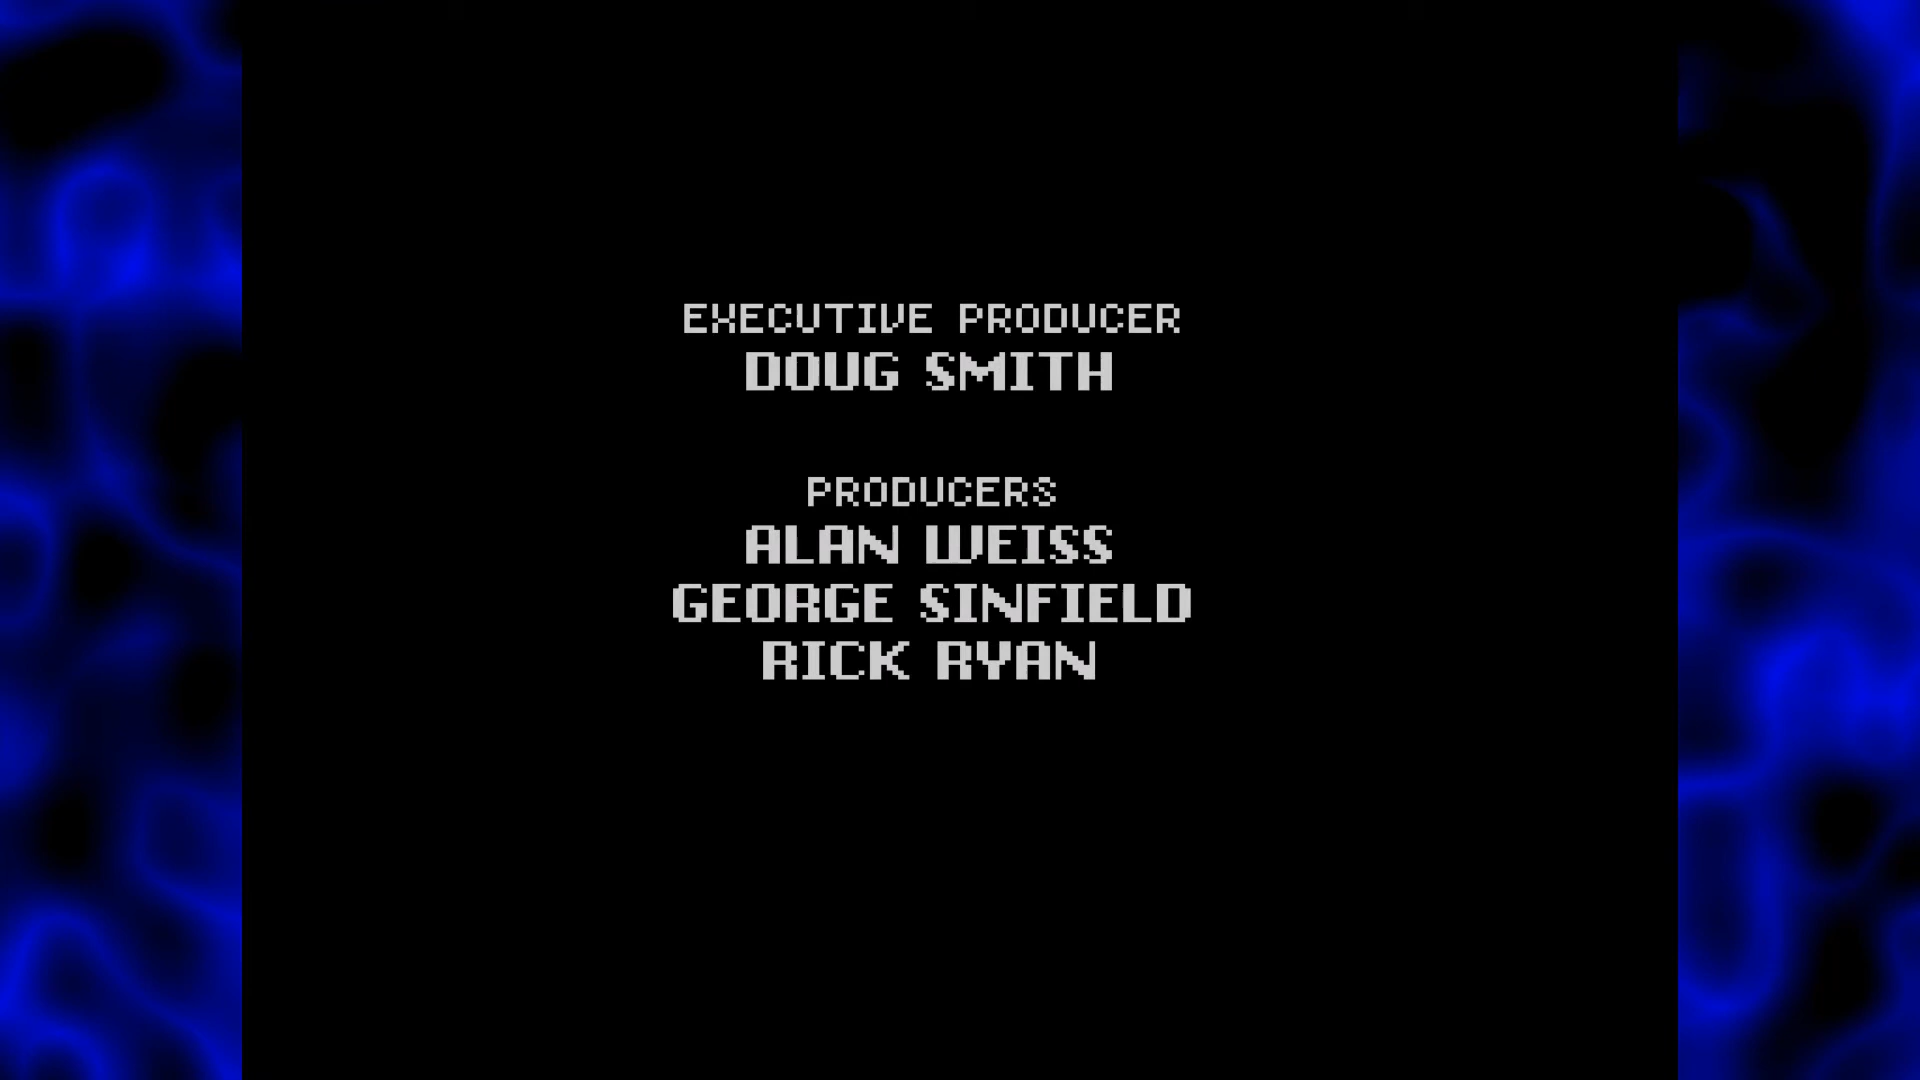 EXECUTIVE PRODUCER
DOUG SMITH
PRODUCERS
ALAN WEISS
GEORGE SINFIELD
RICK RYAN